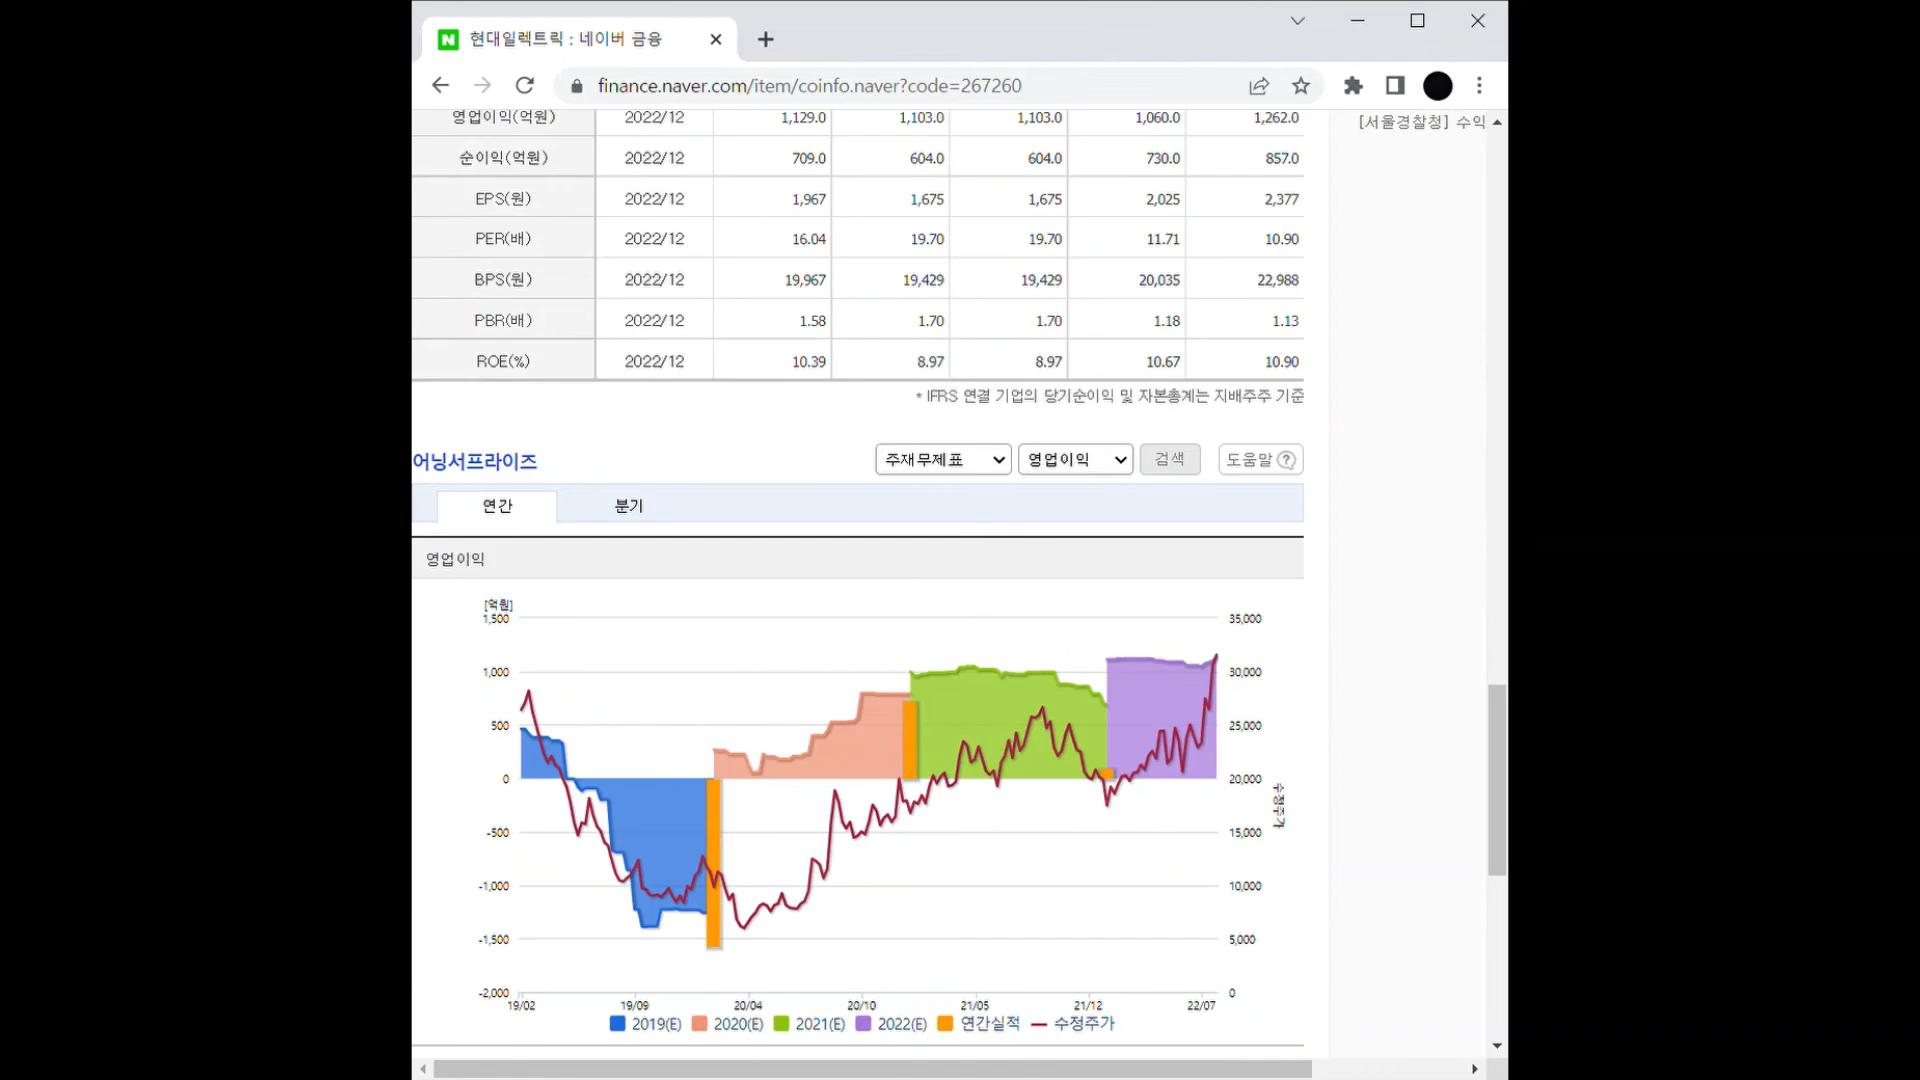 현대일렉트릭 : 네이버 금융
finance.naver.com/item/coinfo.naver?code=267260
영업이익(억원) 2022/12 1,129.0 1,103.0 1,103.0 1,060.0 1,262.0
[서울경찰청] 수익
순이익(억원) 2022/12 709.0 604.0 604.0 730.0 857.0
EPS(원) 2022/12 1,967 1,675 1,675 2,025 2,377
PER(배) 2022/12 16.04 19.70 19.70 11.71 10.90
BPS(원) 2022/12 19,967 19,429 19,429 20,035 22,988
PBR(배) 2022/12 1.58 1.70 1.70 1.18 1.13
ROE(%) 2022/12 10.39 8.97 8.97 10.67 10.90
* IFRS 연결 기업의 당기순이익 및 자본총계는 지배주주 기준
어닝서프라이즈 주재무제표 영업이익 검색 도움말 ?
연간 분기
영업이익
[억원]
1,500 35,000
1,000 30,000
500 25,000
0 20,000
수정주가
-500 15,000
-1,000 10,000
-1,500 5,000
-2,000 0
19/02 19/09 20/04 20/10 21/05 21/12 22/07
2019(E) 2020(E) 2021(E) 2022(E) 연간실적 수정주가